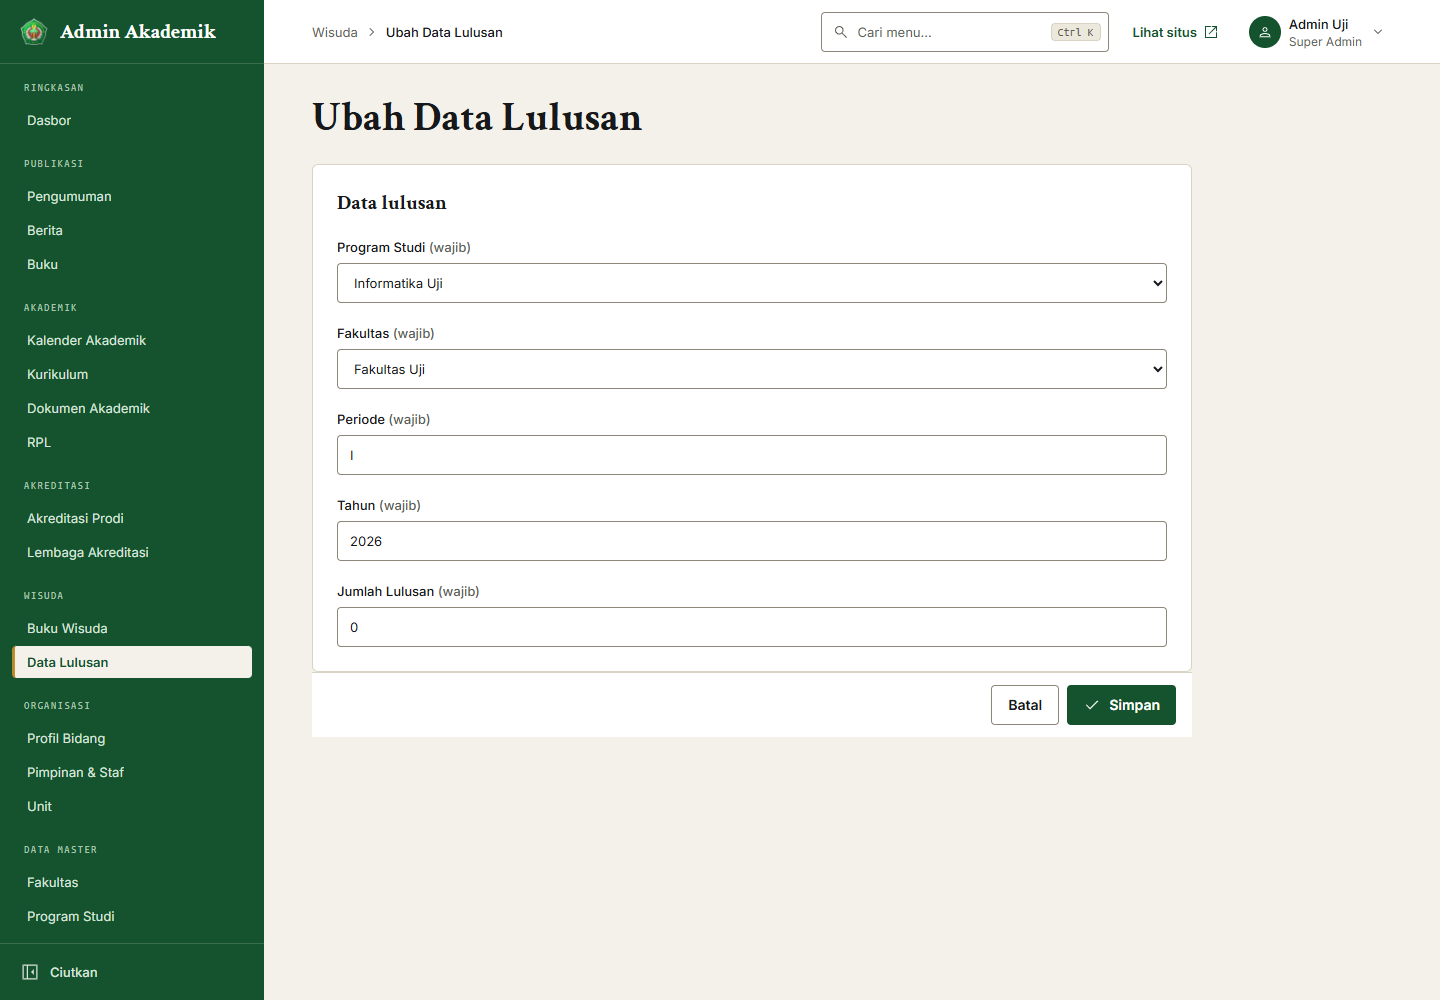 Admin Akademik
RINGKASAN
Dasbor
PUBLIKASI
Pengumuman
Berita
Buku
AKADEMIK
Kalender Akademik
Kurikulum
Dokumen Akademik
RPL
AKREDITASI
Akreditasi Prodi
Lembaga Akreditasi
WISUDA
Buku Wisuda
Data Lulusan
ORGANISASI
Profil Bidang
Pimpinan & Staf
Unit
DATA MASTER
Fakultas
Program Studi
Ciutkan
Wisuda > Ubah Data Lulusan
Cari menu... Ctrl K
Lihat situs
Admin Uji
Super Admin
Ubah Data Lulusan
Data lulusan
Program Studi (wajib)
Informatika Uji
Fakultas (wajib)
Fakultas Uji
Periode (wajib)
I
Tahun (wajib)
2026
Jumlah Lulusan (wajib)
0
Batal
Simpan